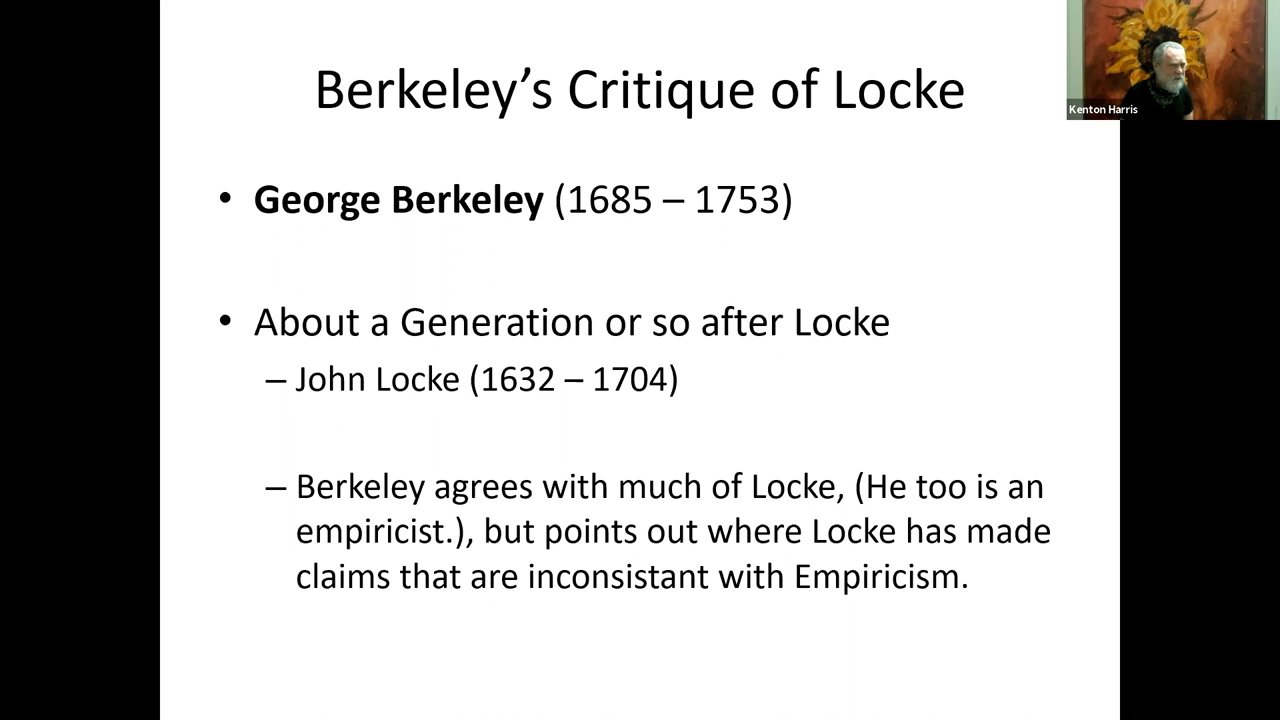 Berkeley’s Critique of Locke
Kenton Harris
• George Berkeley (1685 – 1753)
• About a Generation or so after Locke
– John Locke (1632 – 1704)
– Berkeley agrees with much of Locke, (He too is an
empiricist.), but points out where Locke has made
claims that are inconsistant with Empiricism.